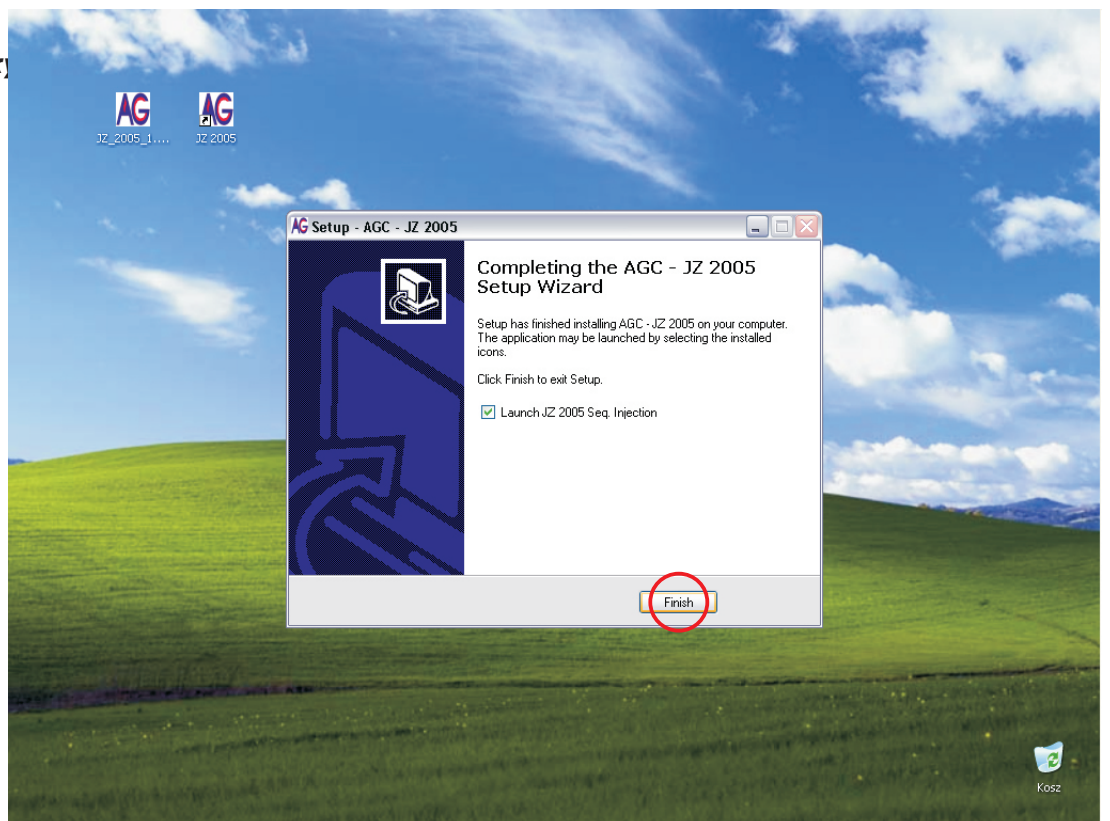 AG AG
JZ_2005_1.... JZ 2005
AG Setup - AGC - JZ 2005
Completing the AGC - JZ 2005
Setup Wizard
Setup has finished installing AGC - JZ 2005 on your computer.
The application may be launched by selecting the installed
icons.
Click Finish to exit Setup.
Launch JZ 2005 Seq. Injection
Finish
Kosz